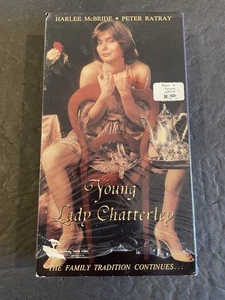 HARLEE McBRIDE • PETER RATRAY
Young
Lady Chatterley
THE FAMILY TRADITION CONTINUES...